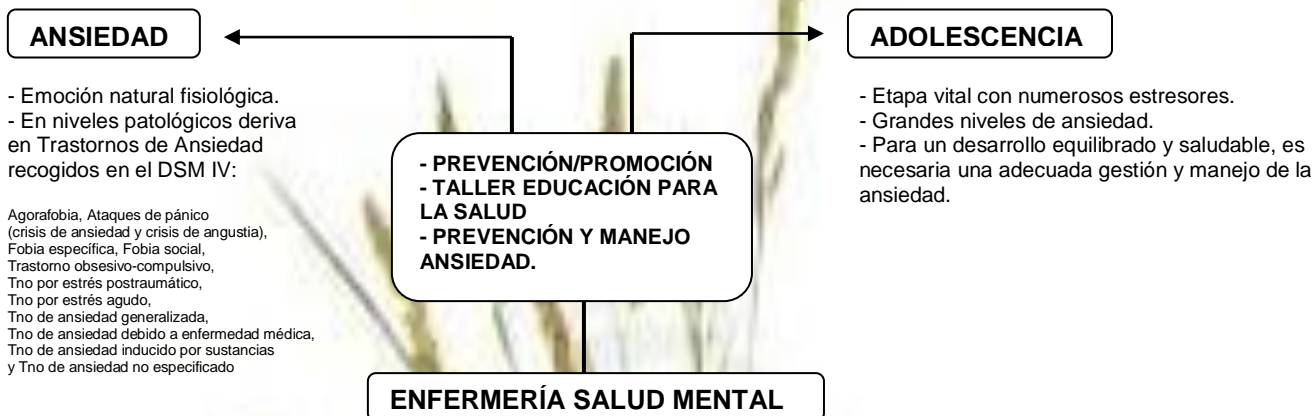 ANSIEDAD
- Emoción natural fisiológica.
- En niveles patológicos deriva
en Trastornos de Ansiedad
recogidos en el DSM IV:
Agorafobia, Ataques de pánico
(crisis de ansiedad y crisis de angustia),
Fobia específica, Fobia social,
Trastorno obsesivo-compulsivo,
Tno por estrés postraumático,
Tno por estrés agudo,
Tno de ansiedad generalizada,
Tno de ansiedad debido a enfermedad médica,
Tno de ansiedad inducido por sustancias
y Tno de ansiedad no especificado
- PREVENCIÓN/PROMOCIÓN
- TALLER EDUCACIÓN PARA
LA SALUD
- PREVENCIÓN Y MANEJO
ANSIEDAD.
ADOLESCENCIA
- Etapa vital con numerosos estresores.
- Grandes niveles de ansiedad.
- Para un desarrollo equilibrado y saludable, es
necesaria una adecuada gestión y manejo de la
ansiedad.
ENFERMERÍA SALUD MENTAL